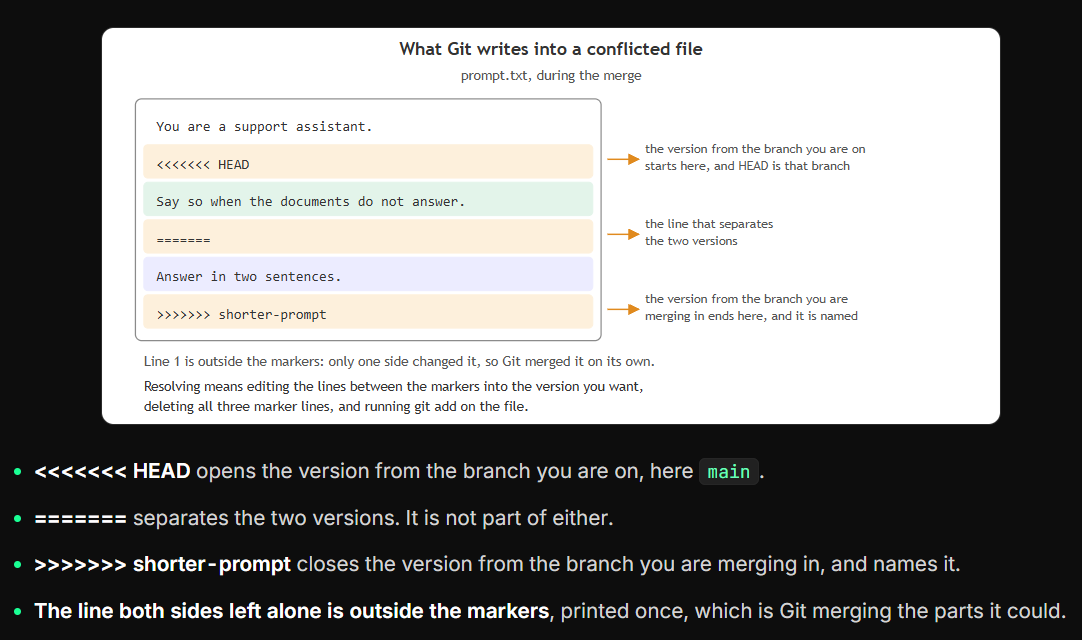 What Git writes into a conflicted file
prompt.txt, during the merge
You are a support assistant.
<<<<<<< HEAD
the version from the branch you are on
starts here, and HEAD is that branch
Say so when the documents do not answer.
=======
the line that separates
the two versions
Answer in two sentences.
>>>>>>> shorter-prompt
the version from the branch you are
merging in ends here, and it is named
Line 1 is outside the markers: only one side changed it, so Git merged it on its own.
Resolving means editing the lines between the markers into the version you want,
deleting all three marker lines, and running git add on the file.
• <<<<<<< HEAD opens the version from the branch you are on, here main.
• ======= separates the two versions. It is not part of either.
• >>>>>>> shorter-prompt closes the version from the branch you are merging in, and names it.
• The line both sides left alone is outside the markers, printed once, which is Git merging the parts it could.